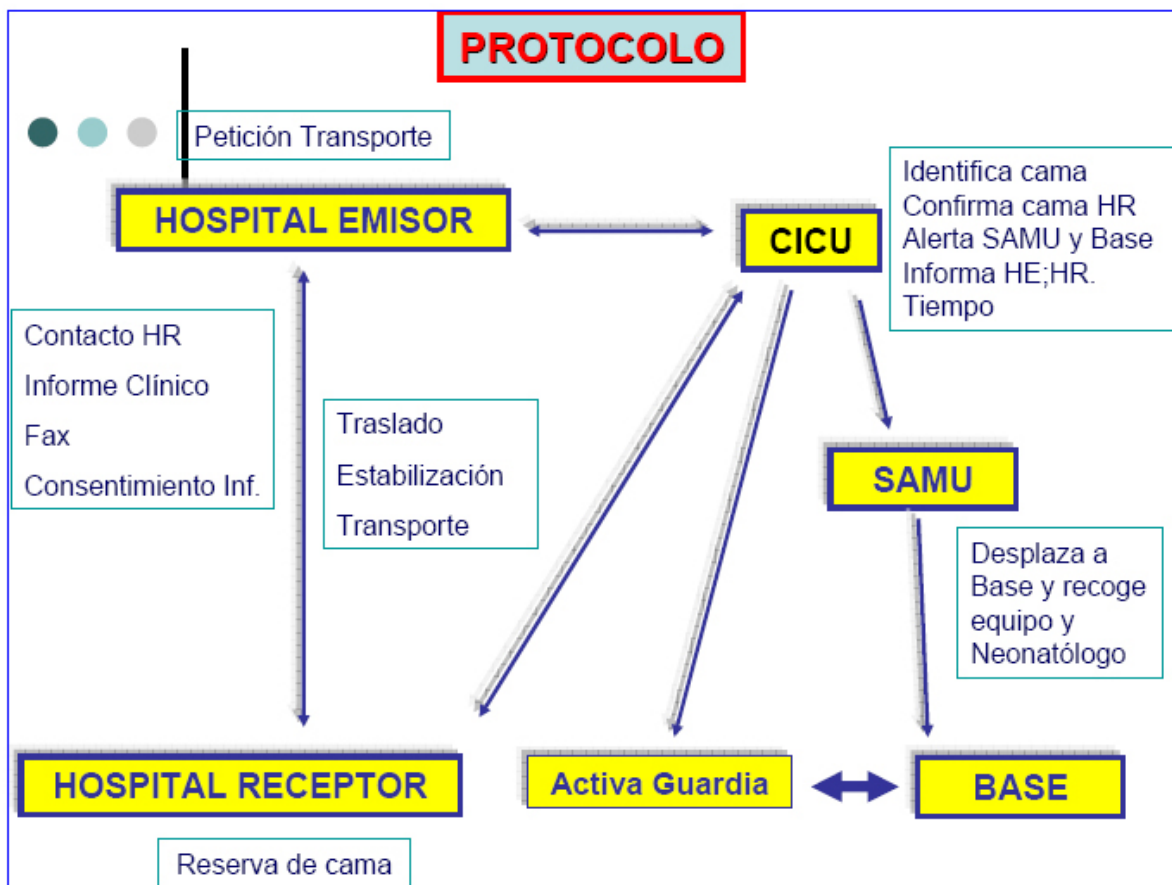 PROTOCOLO
Petición Transporte
HOSPITAL EMISOR
CICU
Identifica cama
Confirma cama HR
Alerta SAMU y Base
Informa HE;HR.
Tiempo
Contacto HR
Informe Clínico
Fax
Consentimiento Inf.
Traslado
Estabilización
Transporte
SAMU
Desplaza a
Base y recoge
equipo y
Neonatólogo
HOSPITAL RECEPTOR
Activa Guardia
BASE
Reserva de cama